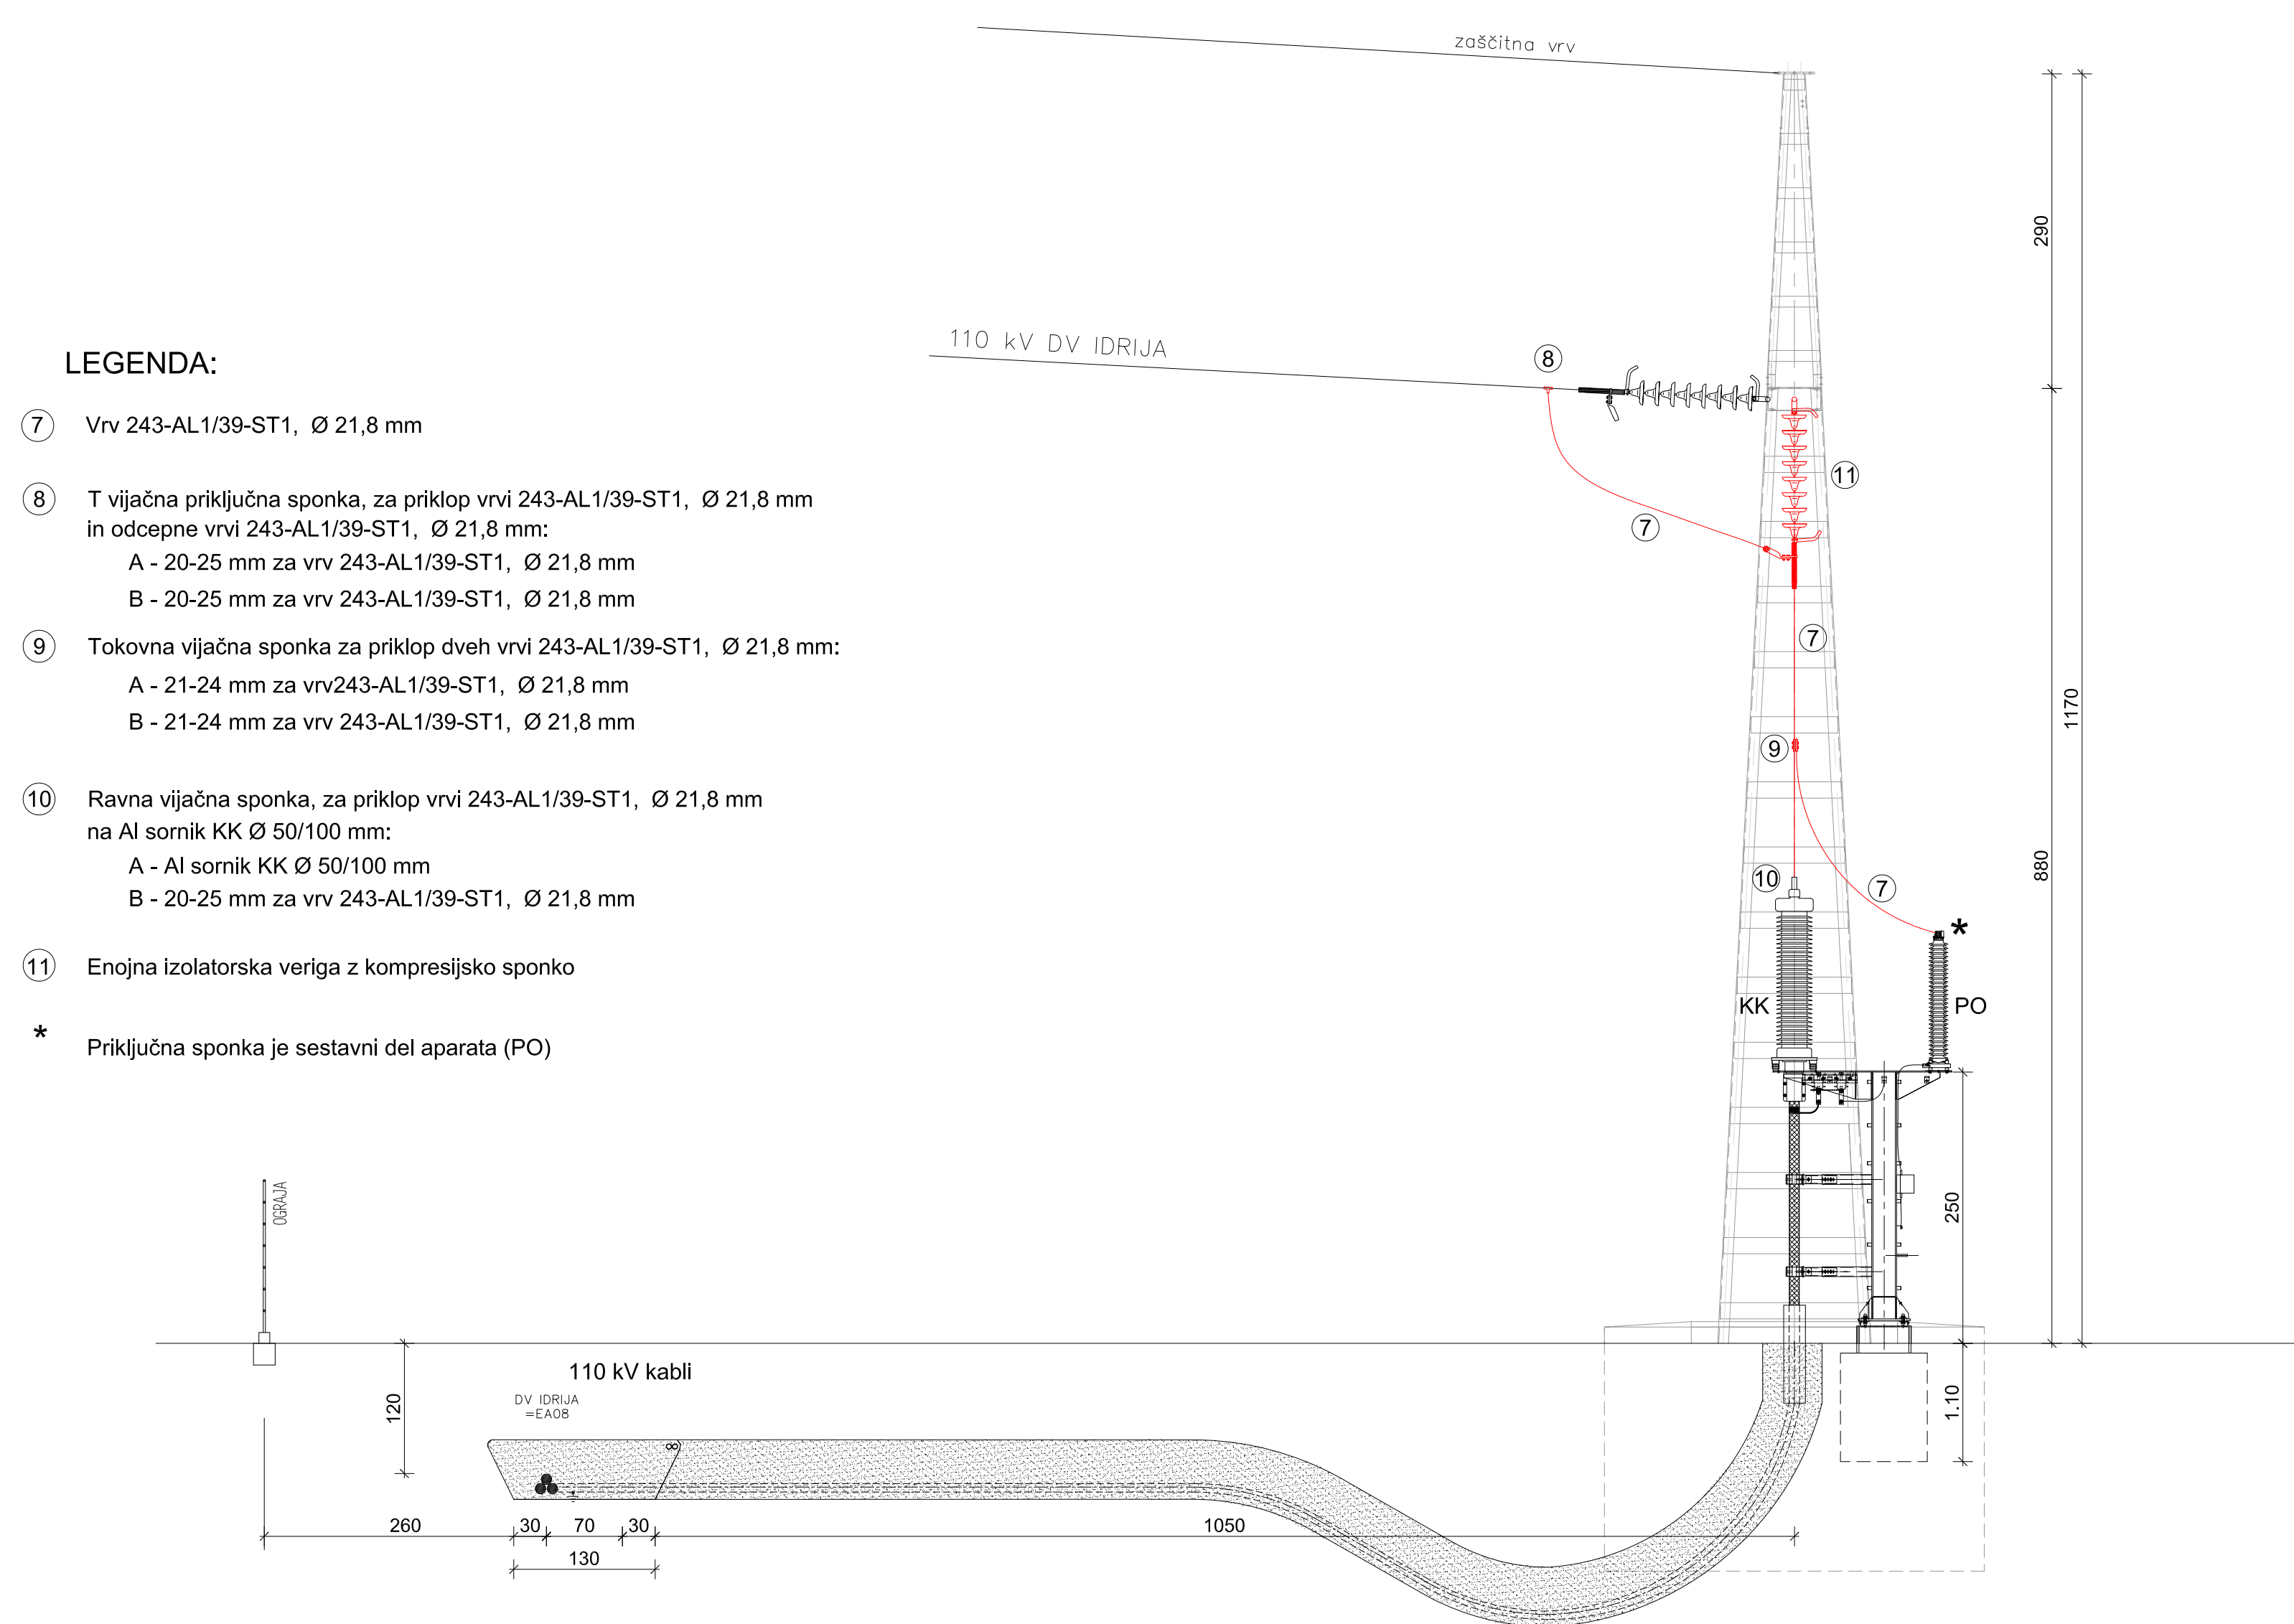 zaščitna vrv
110 kV DV IDRIJA
LEGENDA:
7 Vrv 243-AL1/39-ST1, Ø 21,8 mm
8 T vijačna priključna sponka, za priklop vrvi 243-AL1/39-ST1, Ø 21,8 mm
in odcepne vrvi 243-AL1/39-ST1, Ø 21,8 mm:
A - 20-25 mm za vrv 243-AL1/39-ST1, Ø 21,8 mm
B - 20-25 mm za vrv 243-AL1/39-ST1, Ø 21,8 mm
9 Tokovna vijačna sponka za priklop dveh vrvi 243-AL1/39-ST1, Ø 21,8 mm:
A - 21-24 mm za vrv243-AL1/39-ST1, Ø 21,8 mm
B - 21-24 mm za vrv 243-AL1/39-ST1, Ø 21,8 mm
10 Ravna vijačna sponka, za priklop vrvi 243-AL1/39-ST1, Ø 21,8 mm
na Al sornik KK Ø 50/100 mm:
A - Al sornik KK Ø 50/100 mm
B - 20-25 mm za vrv 243-AL1/39-ST1, Ø 21,8 mm
11 Enojna izolatorska veriga z kompresijsko sponko
* Priključna sponka je sestavni del aparata (PO)
8
11
7
7
9
10
7
*
KK
PO
290
1170
880
250
1.10
OGRAJA
120
110 kV kabli
DV IDRIJA
=EA08
260
30
70
30
1050
130